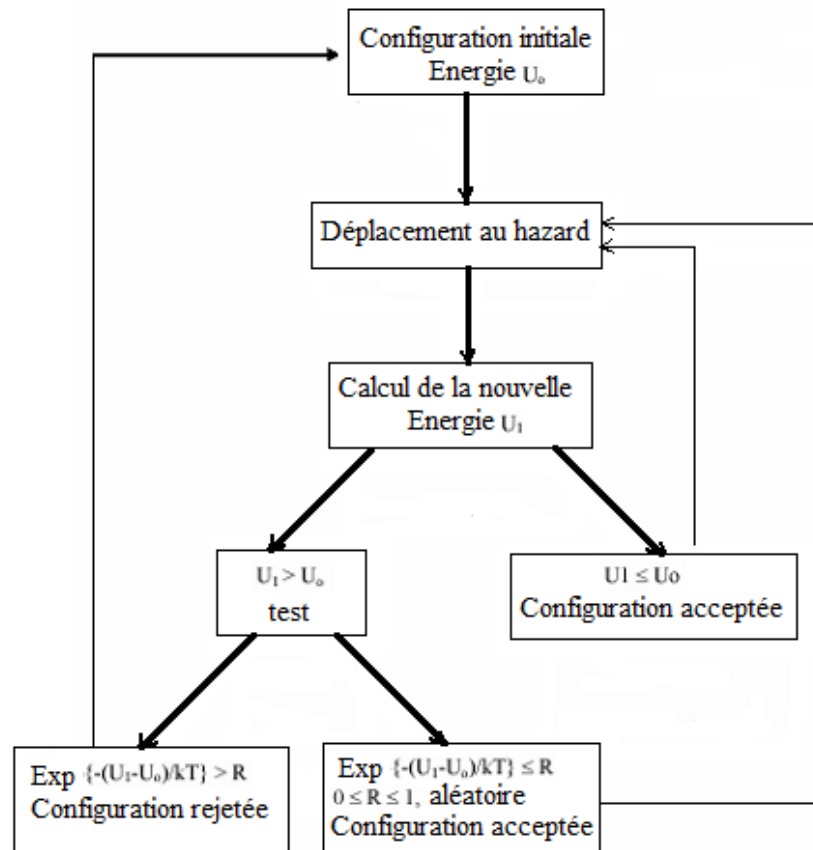 Configuration initiale
Energie U₀
Déplacement au hazard
Calcul de la nouvelle
Energie U₁
U₁ > U₀
test
U1 ≤ Uo
Configuration acceptée
Exp {-(U₁-U₀)/kT} > R
Configuration rejetée
Exp {-(U₁-U₀)/kT} ≤ R
0 ≤ R ≤ 1, aléatoire
Configuration acceptée